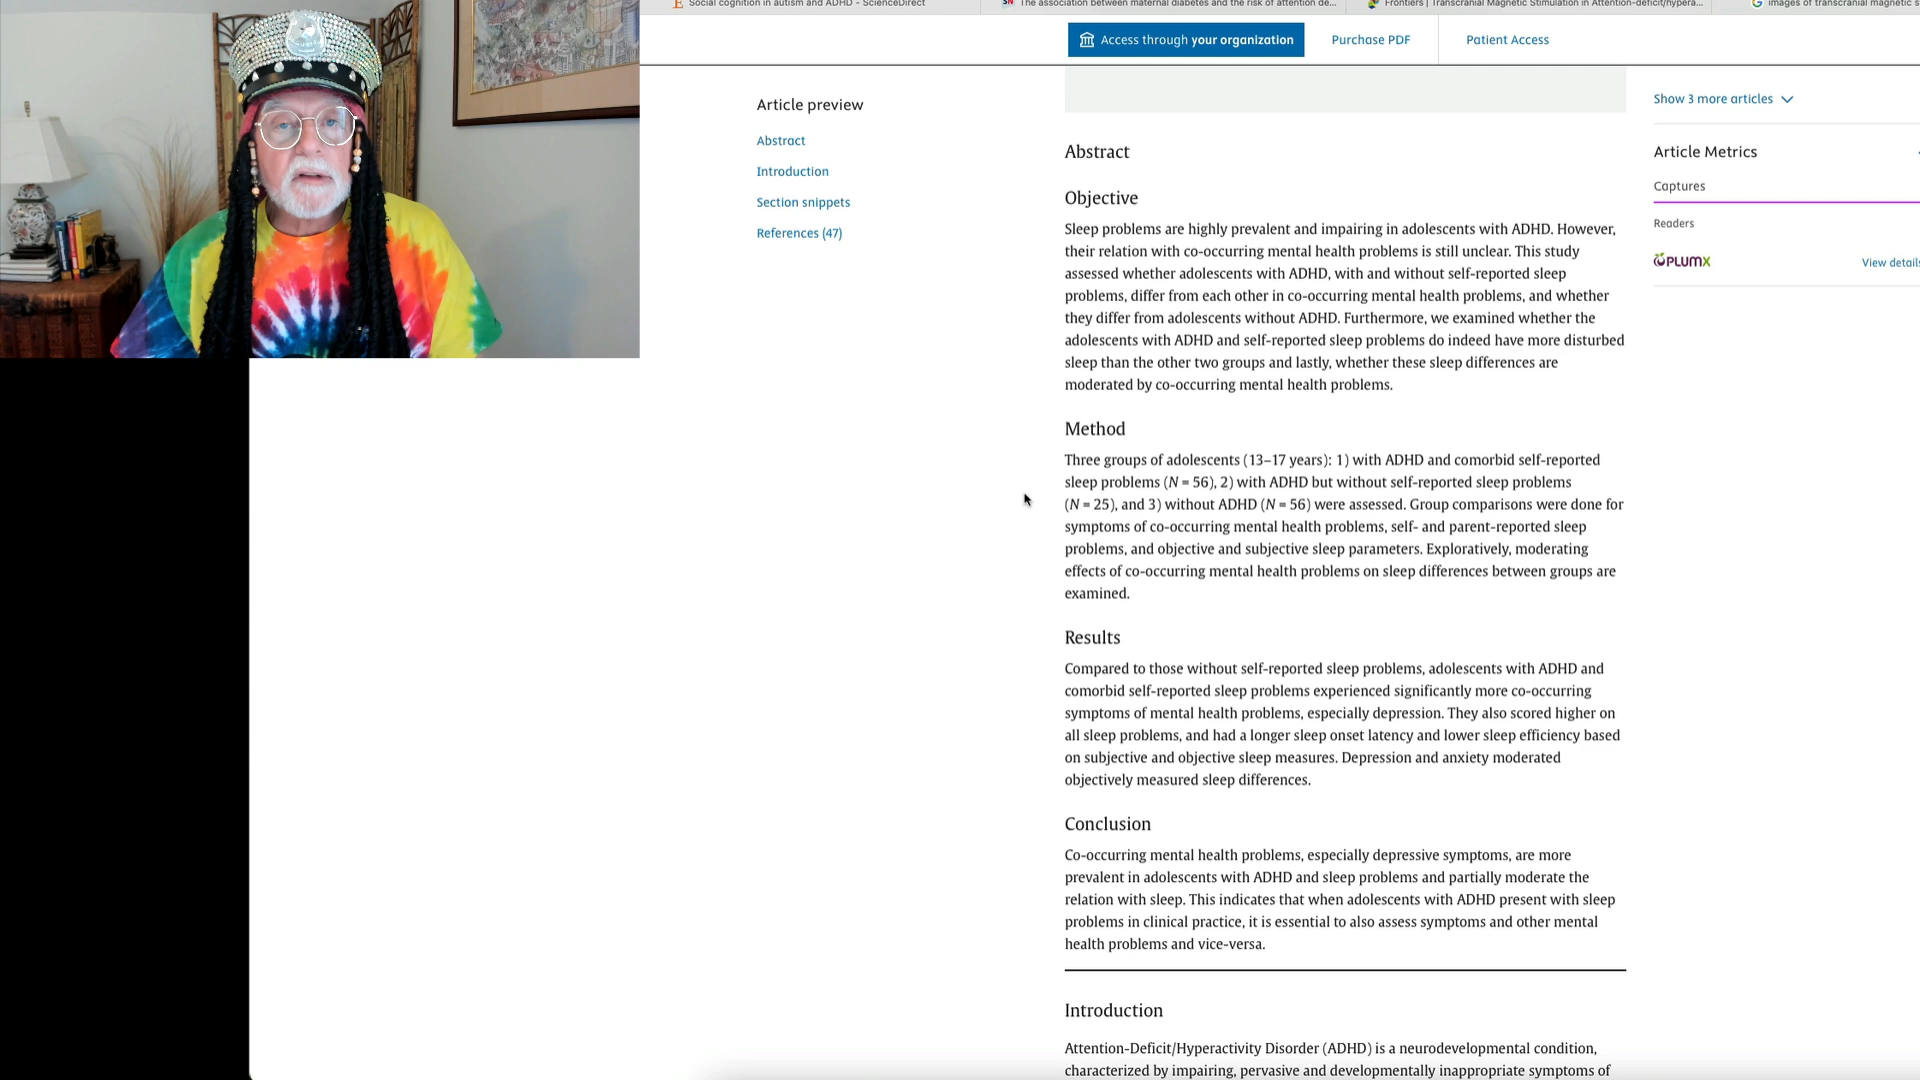 Social cognition in autism and ADHD - ScienceDirect
The association between maternal diabetes and the risk of attention de...
Frontiers | Transcranial Magnetic Stimulation in Attention-deficit/hypera...
images of transcranial magnetic s
Access through your organization
Purchase PDF
Patient Access
Article preview
Abstract
Introduction
Section snippets
References (47)
Abstract
Objective
Sleep problems are highly prevalent and impairing in adolescents with ADHD. However,
their relation with co-occurring mental health problems is still unclear. This study
assessed whether adolescents with ADHD, with and without self-reported sleep
problems, differ from each other in co-occurring mental health problems, and whether
they differ from adolescents without ADHD. Furthermore, we examined whether the
adolescents with ADHD and self-reported sleep problems do indeed have more disturbed
sleep than the other two groups and lastly, whether these sleep differences are
moderated by co-occurring mental health problems.
Method
Three groups of adolescents (13–17 years): 1) with ADHD and comorbid self-reported
sleep problems (N = 56), 2) with ADHD but without self-reported sleep problems
(N = 25), and 3) without ADHD (N = 56) were assessed. Group comparisons were done for
symptoms of co-occurring mental health problems, self- and parent-reported sleep
problems, and objective and subjective sleep parameters. Exploratively, moderating
effects of co-occurring mental health problems on sleep differences between groups are
examined.
Results
Compared to those without self-reported sleep problems, adolescents with ADHD and
comorbid self-reported sleep problems experienced significantly more co-occurring
symptoms of mental health problems, especially depression. They also scored higher on
all sleep problems, and had a longer sleep onset latency and lower sleep efficiency based
on subjective and objective sleep measures. Depression and anxiety moderated
objectively measured sleep differences.
Conclusion
Co-occurring mental health problems, especially depressive symptoms, are more
prevalent in adolescents with ADHD and sleep problems and partially moderate the
relation with sleep. This indicates that when adolescents with ADHD present with sleep
problems in clinical practice, it is essential to also assess symptoms and other mental
health problems and vice-versa.
Introduction
Attention-Deficit/Hyperactivity Disorder (ADHD) is a neurodevelopmental condition,
characterized by impairing, pervasive and developmentally inappropriate symptoms of
Show 3 more articles
Article Metrics
Captures
Readers
PLUMX
View details